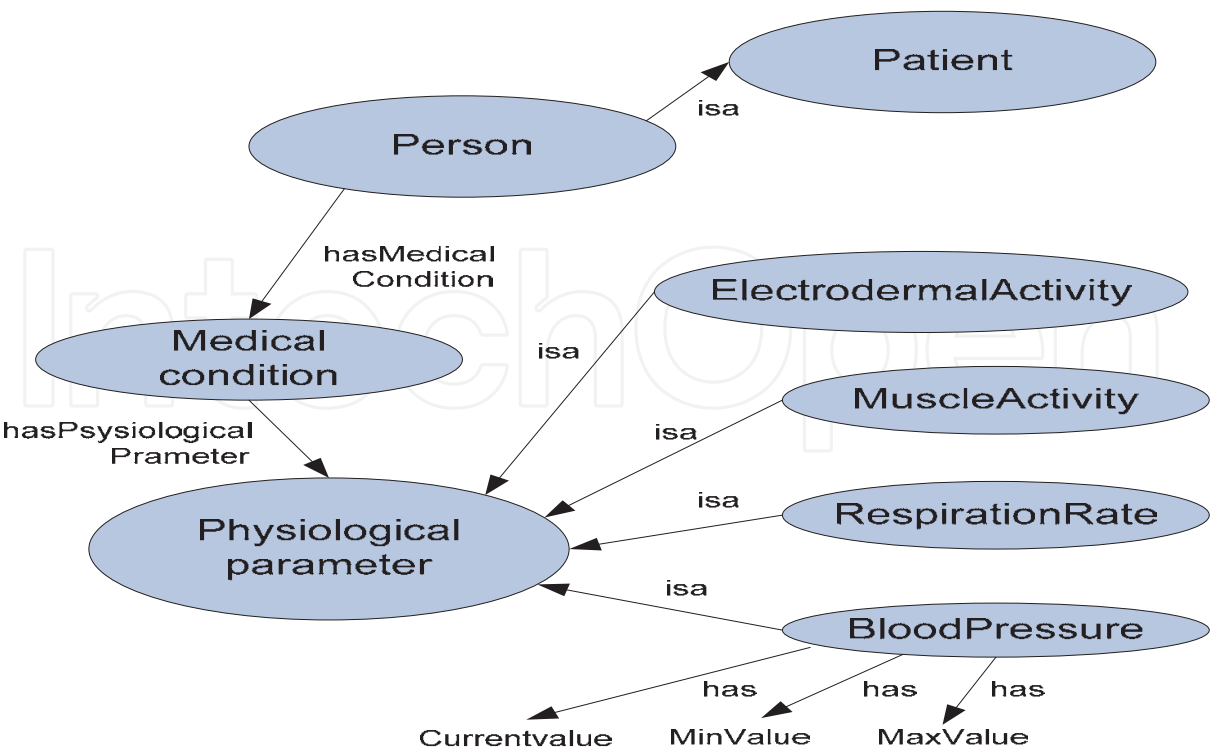 Patient
isa
Person
hasMedical
Condition
ElectrodermalActivity
Medical
condition
isa
MuscleActivity
hasPsysiological
Prameter
isa
Physiological
parameter
isa
RespirationRate
isa
BloodPressure
has
has
has
Currentvalue
MinValue
MaxValue
IntechOpen